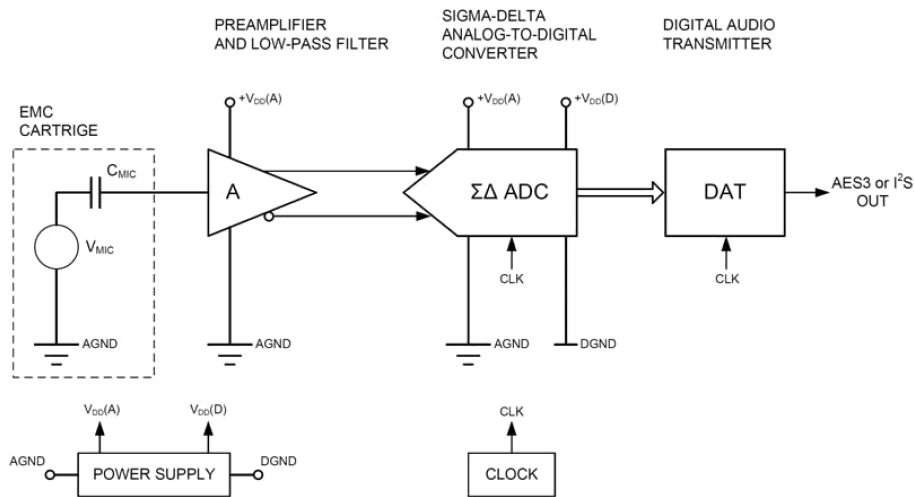 PREAMPLIFIER
AND LOW-PASS FILTER
SIGMA-DELTA
ANALOG-TO-DIGITAL
CONVERTER
DIGITAL AUDIO
TRANSMITTER
EMC
CARTRIGE
+VDD(A)
+VDD(A)
+VDD(D)
CMIC
A
ΣΔ ADC
DAT
AES3 or I²S
OUT
VMIC
CLK
CLK
AGND
AGND
AGND
DGND
VDD(A)
VDD(D)
CLK
AGND
POWER SUPPLY
DGND
CLOCK